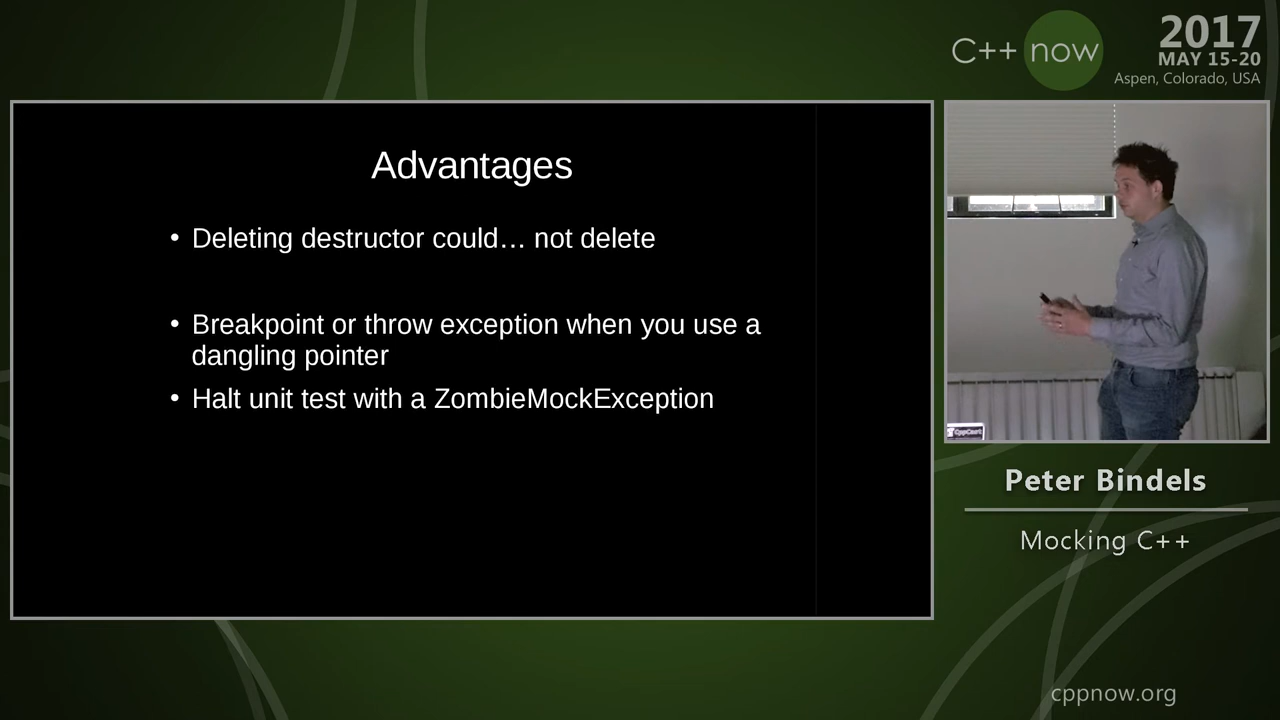 C++ now
2017
MAY 15-20
Aspen, Colorado, USA
Advantages
• Deleting destructor could… not delete
• Breakpoint or throw exception when you use a
dangling pointer
• Halt unit test with a ZombieMockException
CppCast
Peter Bindels
Mocking C++
cppnow.org